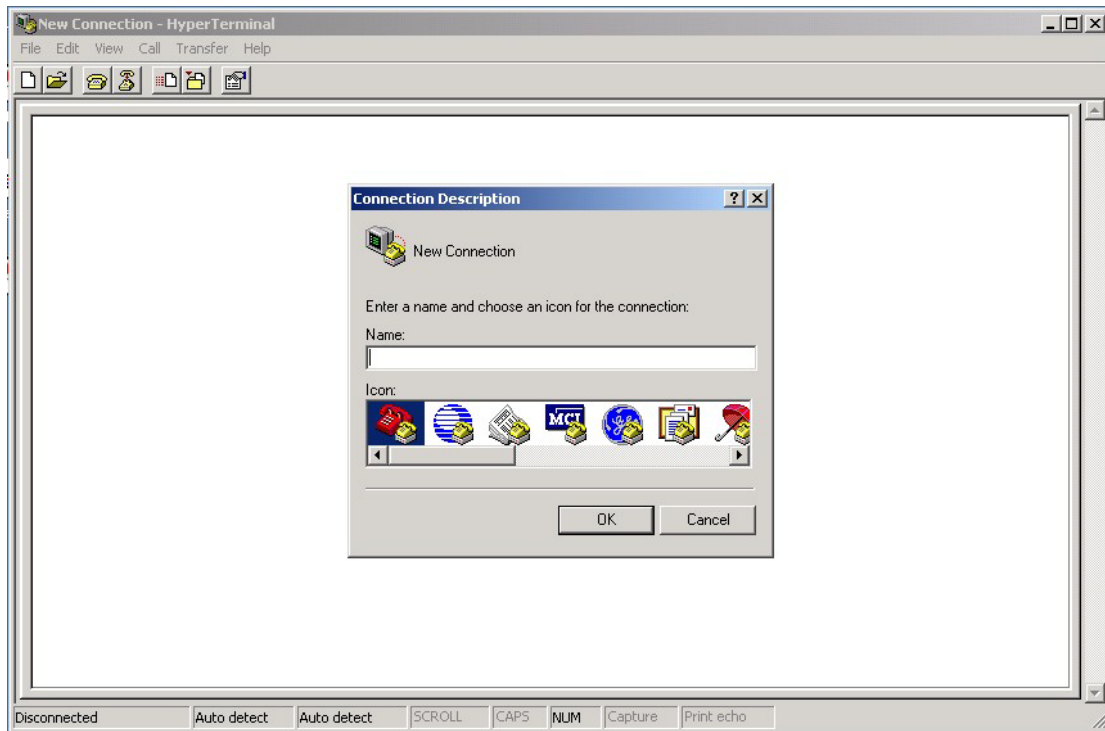 New Connection - HyperTerminal
File Edit View Call Transfer Help
Connection Description
New Connection
Enter a name and choose an icon for the connection:
Name:
Icon:
MCI
OK Cancel
Disconnected Auto detect Auto detect SCROLL CAPS NUM Capture Print echo